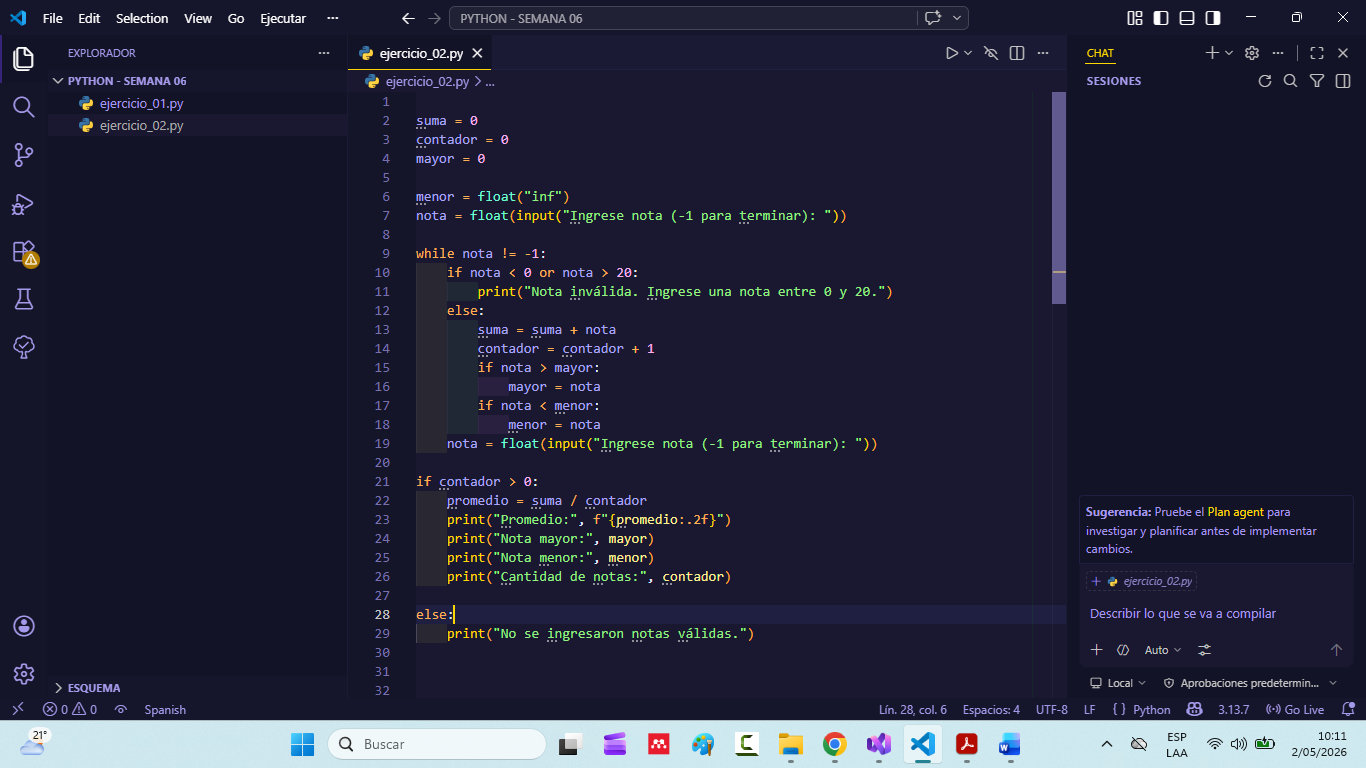 File Edit Selection View Go Ejecutar ···
PYTHON - SEMANA 06
EXPLORADOR
PYTHON - SEMANA 06
ejercicio_01.py
ejercicio_02.py
ESQUEMA
ejercicio_02.py
ejercicio_02.py > ...
1
2 suma = 0
3 contador = 0
4 mayor = 0
5
6 menor = float("inf")
7 nota = float(input("Ingrese nota (-1 para terminar): "))
8
9 while nota != -1:
10 if nota < 0 or nota > 20:
11 print("Nota inválida. Ingrese una nota entre 0 y 20.")
12 else:
13 suma = suma + nota
14 contador = contador + 1
15 if nota > mayor:
16 mayor = nota
17 if nota < menor:
18 menor = nota
19 nota = float(input("Ingrese nota (-1 para terminar): "))
20
21 if contador > 0:
22 promedio = suma / contador
23 print("Promedio:", f"{promedio:.2f}")
24 print("Nota mayor:", mayor)
25 print("Nota menor:", menor)
26 print("Cantidad de notas:", contador)
27
28 else:
29 print("No se ingresaron notas válidas.")
30
31
32
CHAT
SESIONES
Sugerencia: Pruebe el Plan agent para
investigar y planificar antes de implementar
cambios.
ejercicio_02.py
Describir lo que se va a compilar
Auto
Local
Aprobaciones predetermin...
0 0
Spanish
Lín. 28, col. 6
Espacios: 4
UTF-8
LF
{ } Python
3.13.7
Go Live
21°
Buscar
ESP
LAA
10:11
2/05/2026